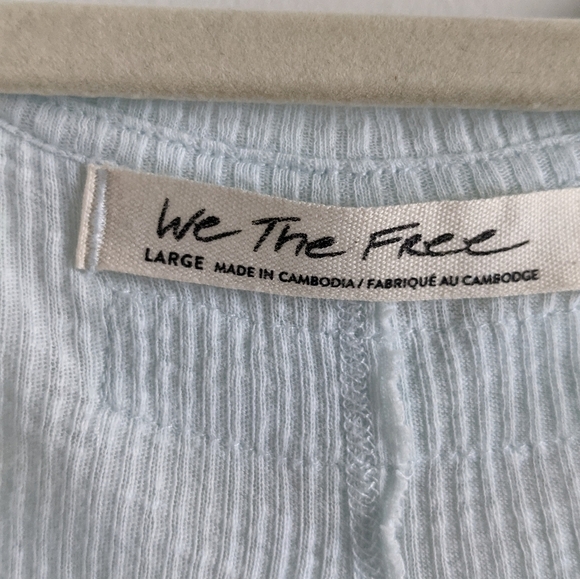 We The Free
LARGE MADE IN CAMBODIA / FABRIQUÉ AU CAMBODGE